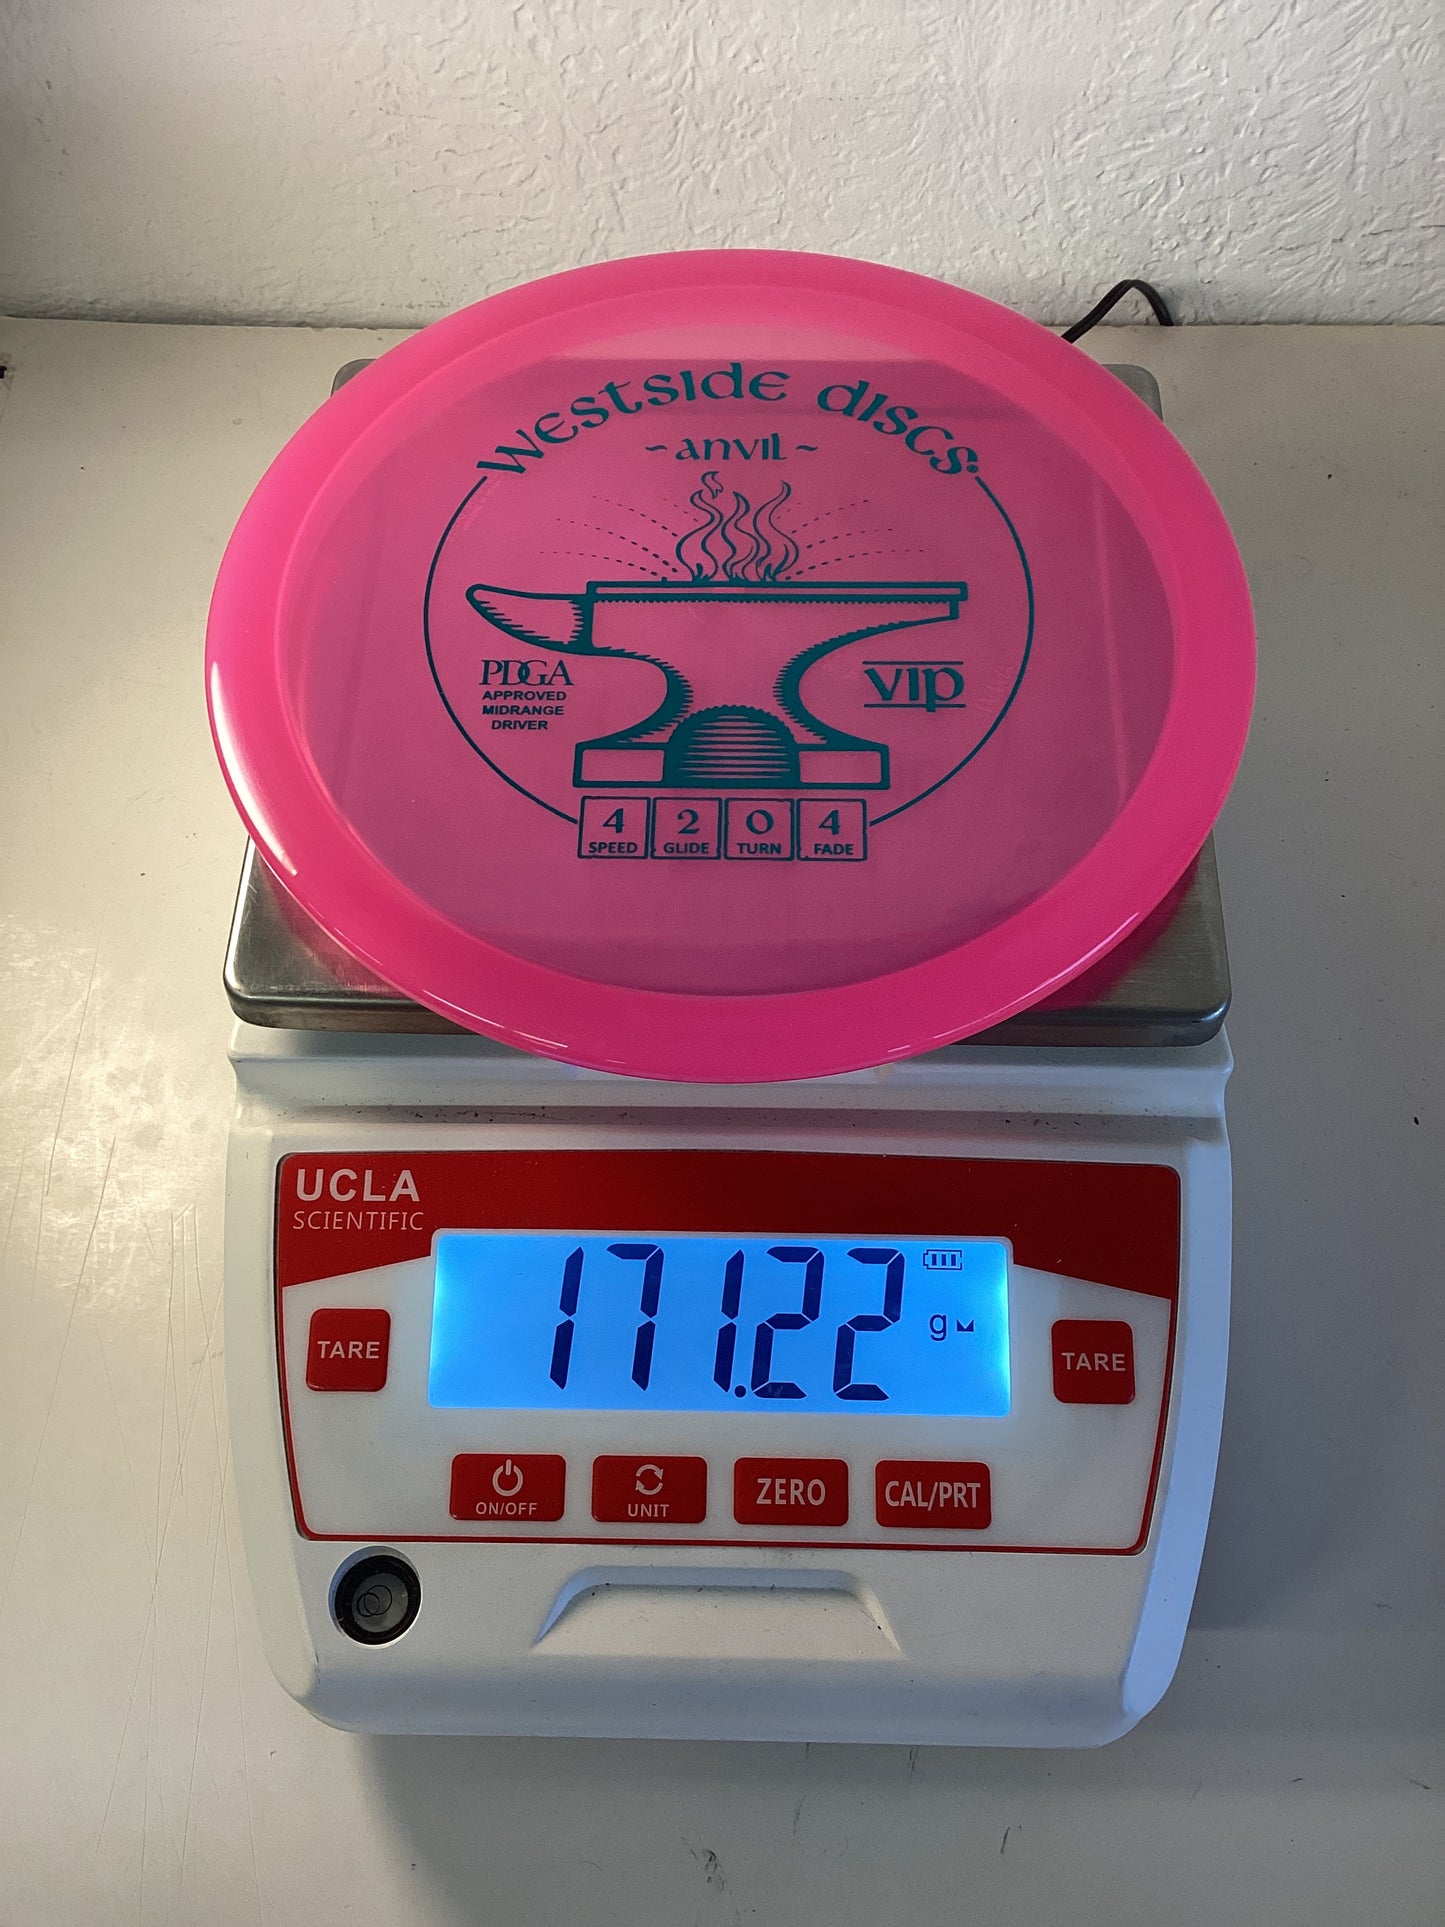 Westside Discs
~Anvil~
PDGA
APPROVED
MIDRANGE
DRIVER
VIP
4 2 0 4
SPEED GLIDE TURN FADE
UCLA
SCIENTIFIC
171.22 g
TARE
TARE
ON/OFF
UNIT
ZERO
CAL/PRT